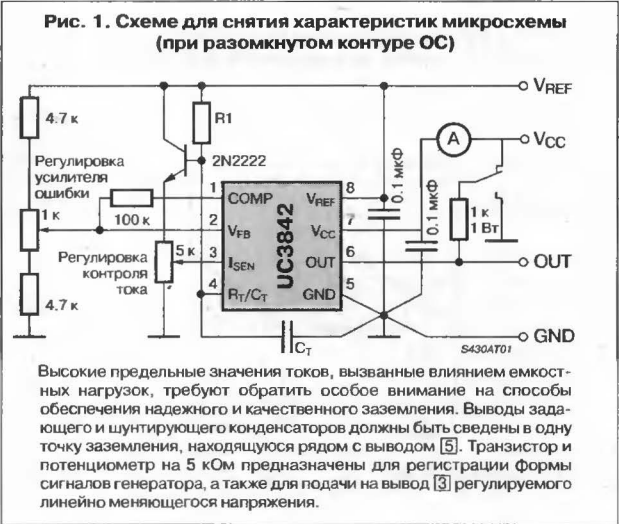 Рис. 1. Схеме для снятия характеристик микросхемы
(при разомкнутом контуре ОС)
VREF
4.7 к
R1
A
VCC
2N2222
Регулировка
усилителя
ошибки
0.1 мкФ
0.1 мкФ
1 COMP
VREF 8
1 к
100 к
2 VFB
UC3842
VCC 7
1 к
1 Вт
Регулировка
контроля
тока
5 к
3 ISEN
OUT 6
OUT
4.7 к
4 RT/CT
GND 5
GND
CT
S430AT01
Высокие предельные значения токов, вызванные влиянием емкост-
ных нагрузок, требуют обратить особое внимание на способы
обеспечения надежного и качественного заземления. Выводы зада-
ющего и шунтирующего конденсаторов должны быть сведены в одну
точку заземления, находящуюся рядом с выводом 5. Транзистор и
потенциометр на 5 кОм предназначены для регистрации формы
сигналов генератора, а также для подачи на вывод 3 регулируемого
линейно меняющегося напряжения.